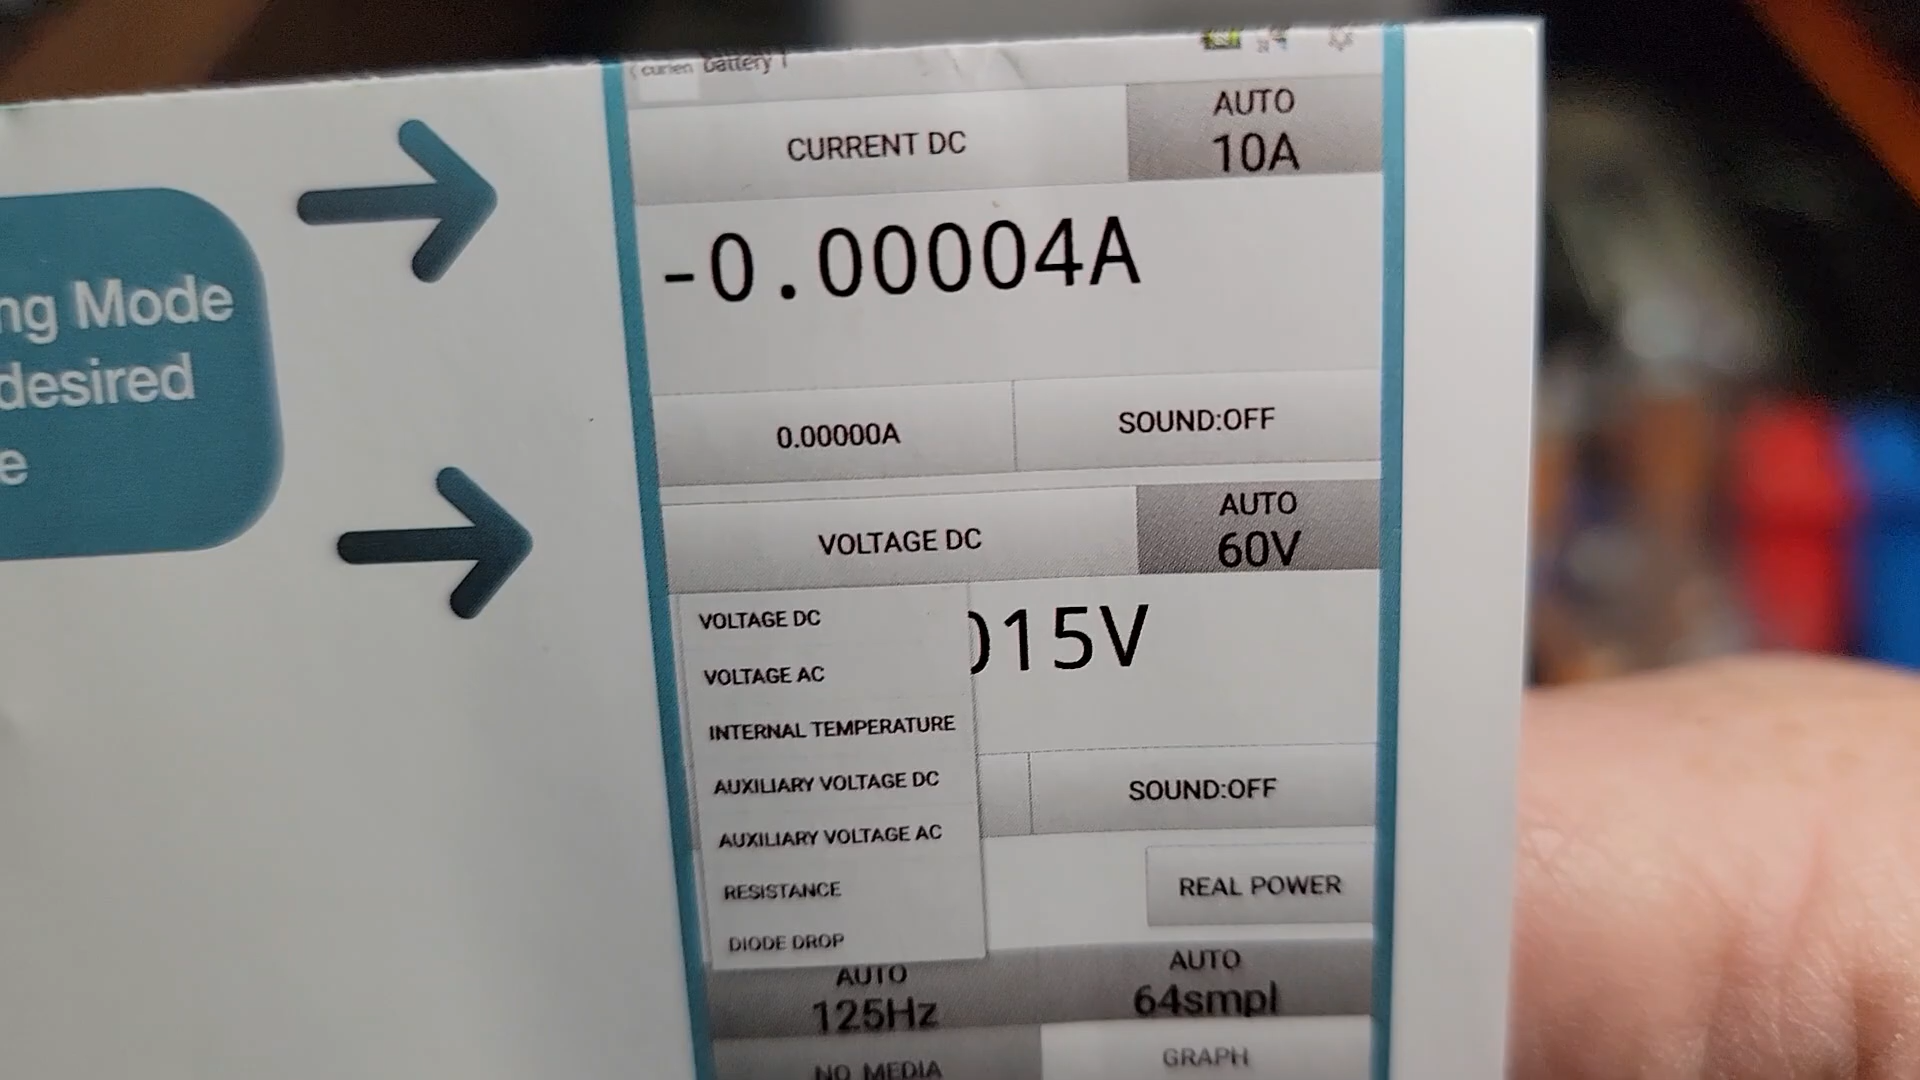 battery
CURRENT DC
AUTO
10A
-0.00004A
ng Mode
desired
e
0.00000A
SOUND:OFF
VOLTAGE DC
AUTO
60V
VOLTAGE DC
VOLTAGE AC
INTERNAL TEMPERATURE
AUXILIARY VOLTAGE DC
AUXILIARY VOLTAGE AC
RESISTANCE
DIODE DROP
15V
SOUND:OFF
REAL POWER
AUTO
125Hz
AUTO
64smpl
NO MEDIA
GRAPH